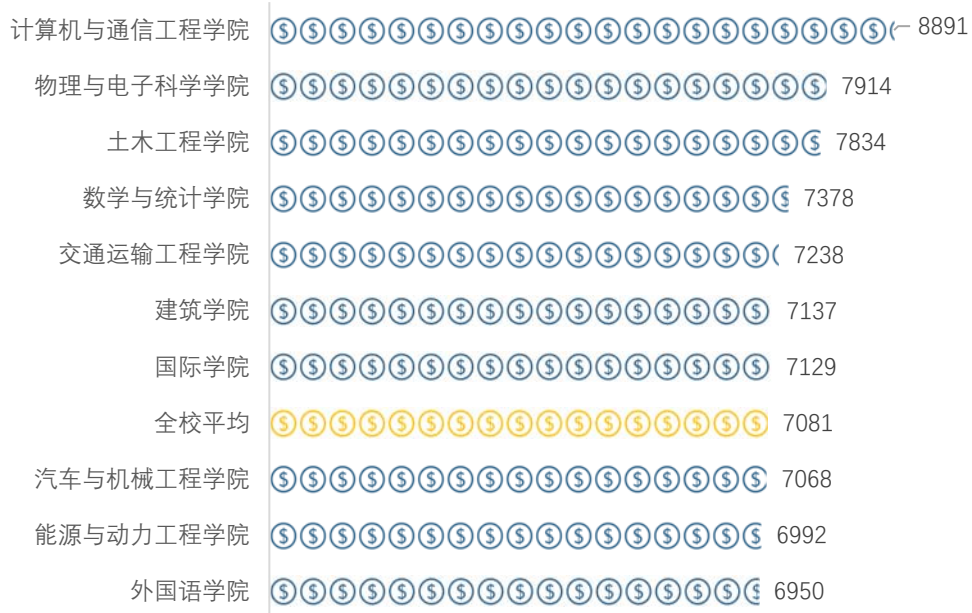 计算机与通信工程学院 8891
物理与电子科学学院 7914
土木工程学院 7834
数学与统计学院 7378
交通运输工程学院 7238
建筑学院 7137
国际学院 7129
全校平均 7081
汽车与机械工程学院 7068
能源与动力工程学院 6992
外国语学院 6950